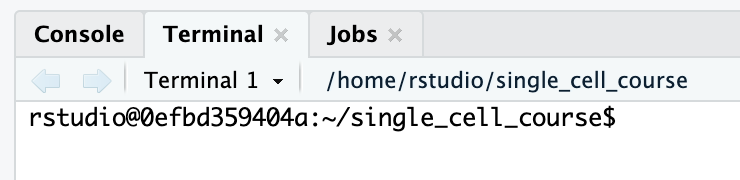 Console Terminal Jobs
Terminal 1 /home/rstudio/single_cell_course
rstudio@0efbd359404a:~/single_cell_course$